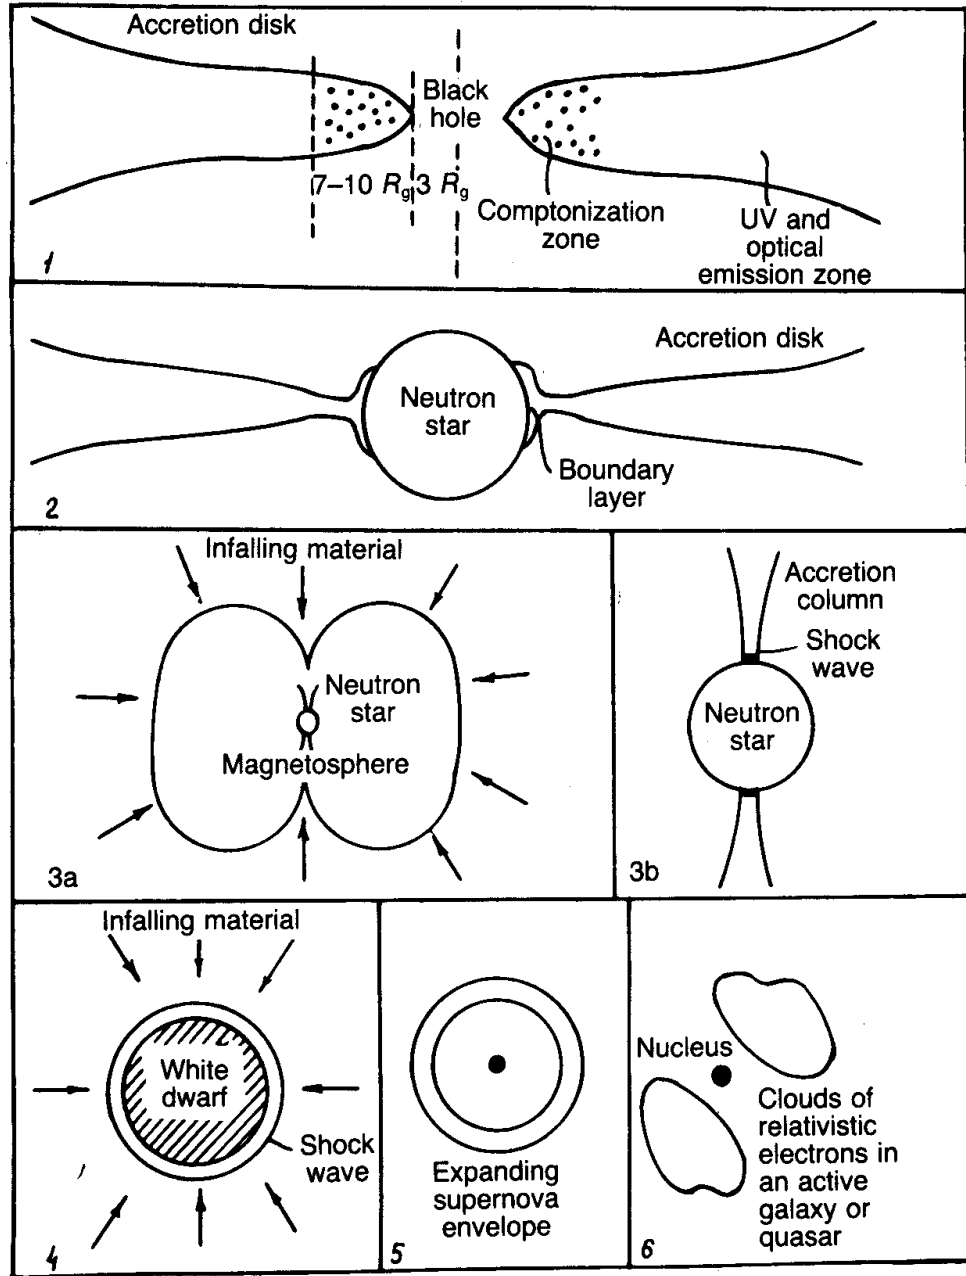 Accretion disk
Black
hole
7–10 R_g
3 R_g
Comptonization
zone
UV and
optical
emission zone
1
Accretion disk
Neutron
star
Boundary
layer
2
Infalling material
Neutron
star
Magnetosphere
3a
Accretion
column
Shock
wave
Neutron
star
3b
Infalling material
White
dwarf
Shock
wave
4
Expanding
supernova
envelope
5
Nucleus
Clouds of
relativistic
electrons in
an active
galaxy or
quasar
6